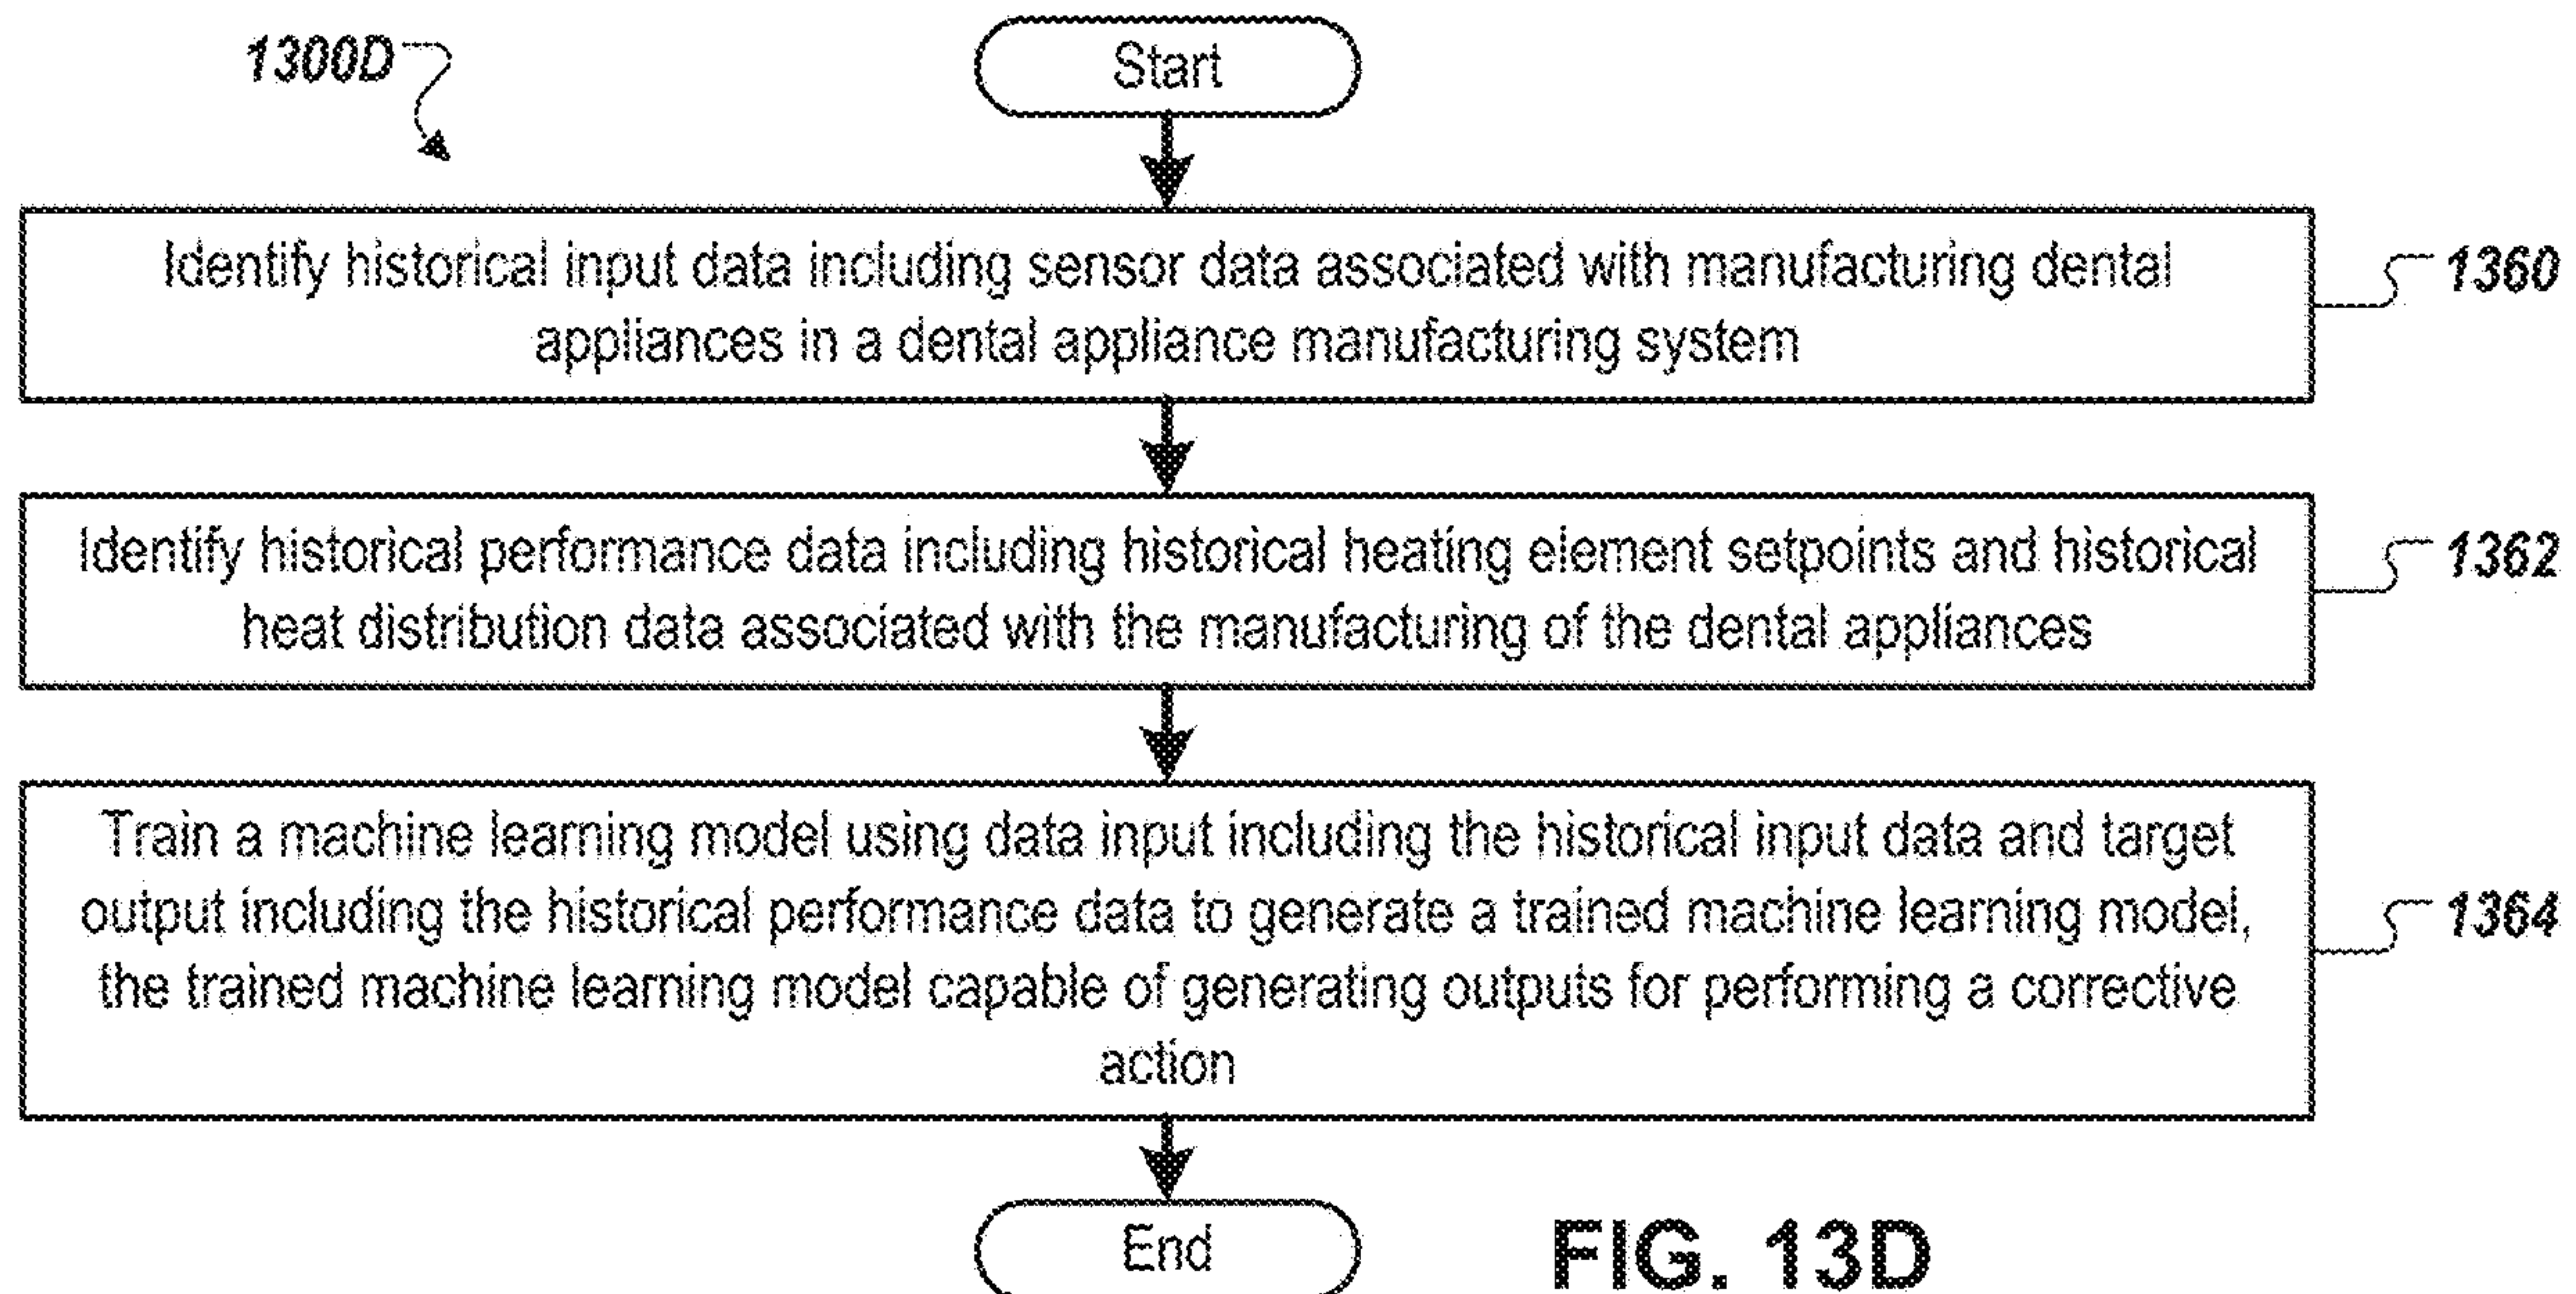 1300D
Start
Identify historical input data including sensor data associated with manufacturing dental
appliances in a dental appliance manufacturing system
1360
Identify historical performance data including historical heating element setpoints and historical
heat distribution data associated with the manufacturing of the dental appliances
1362
Train a machine learning model using data input including the historical input data and target
output including the historical performance data to generate a trained machine learning model,
the trained machine learning model capable of generating outputs for performing a corrective
action
1364
End
FIG. 13D